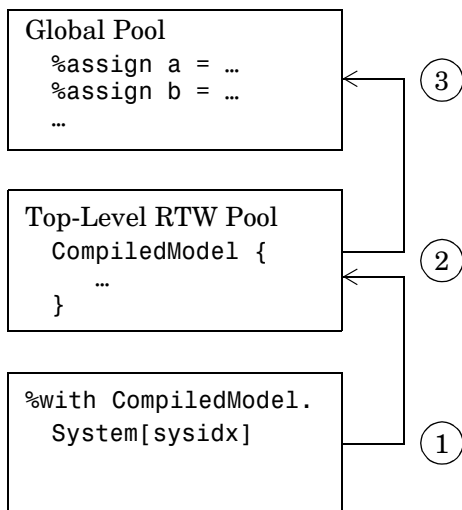 Global Pool
%assign a = …
%assign b = …
…
3
Top-Level RTW Pool
CompiledModel {
…
}
2
%with CompiledModel.
System[sysidx]
1